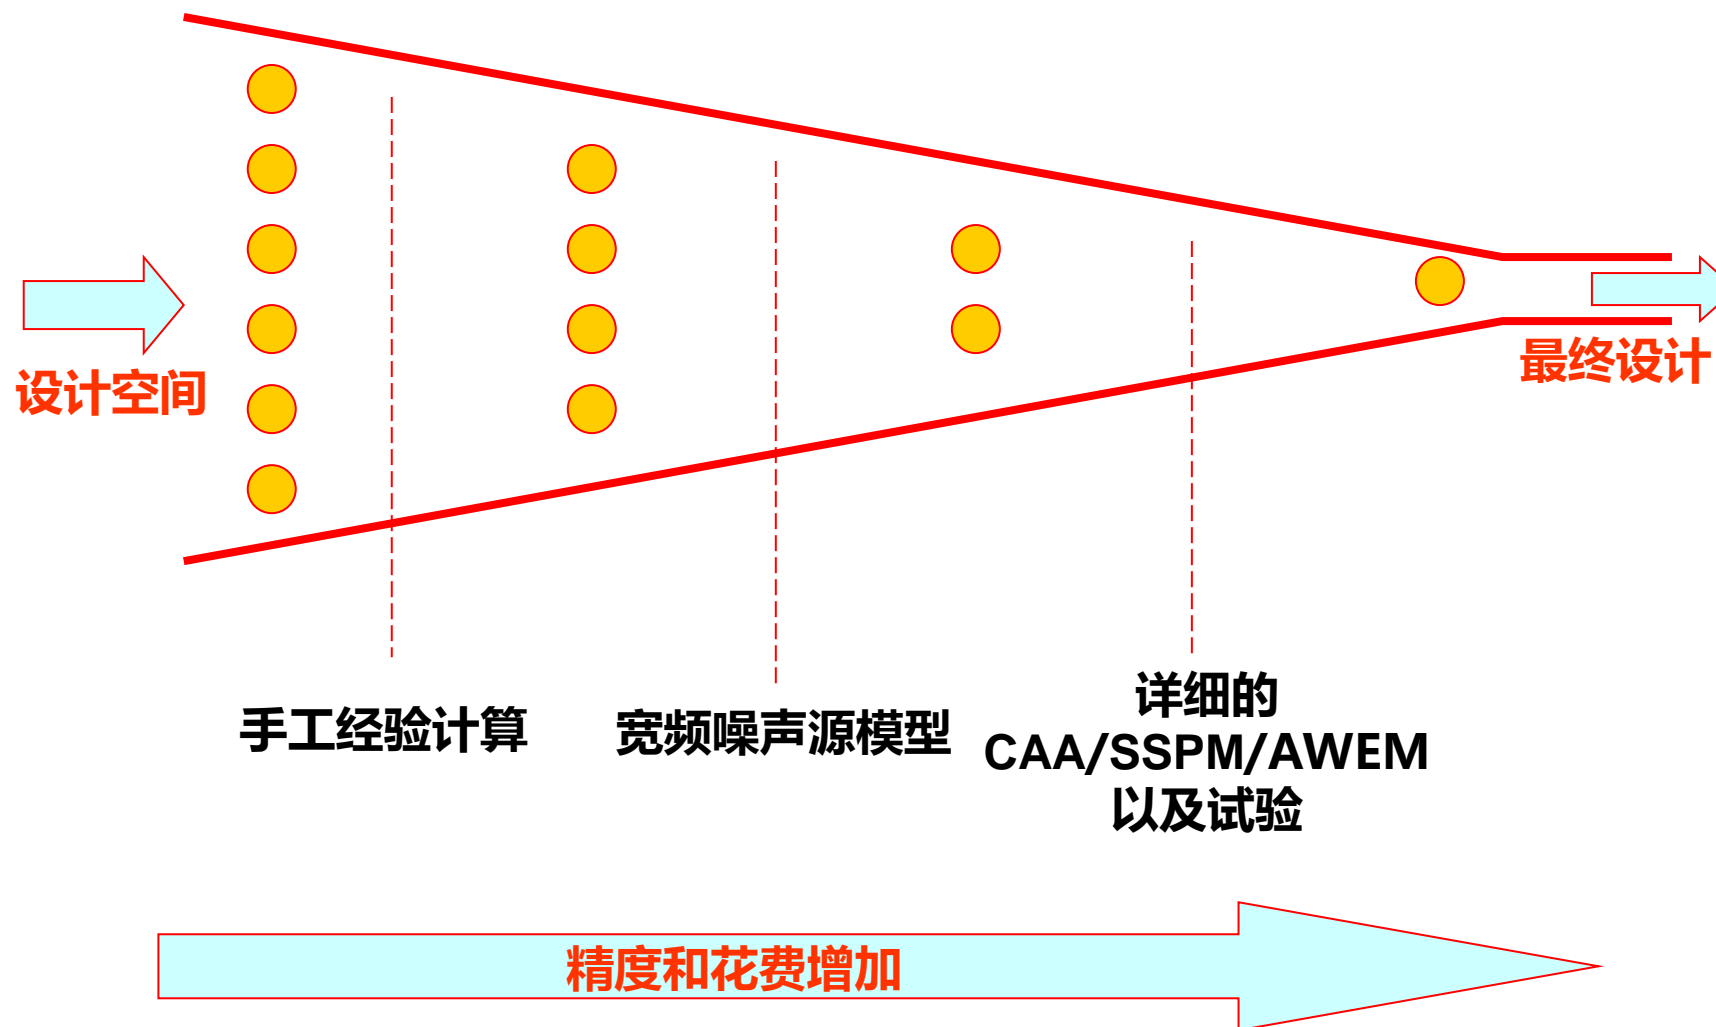 设计空间
最终设计
手工经验计算
宽频噪声源模型
详细的
CAA/SSPM/AWEM
以及试验
精度和花费增加